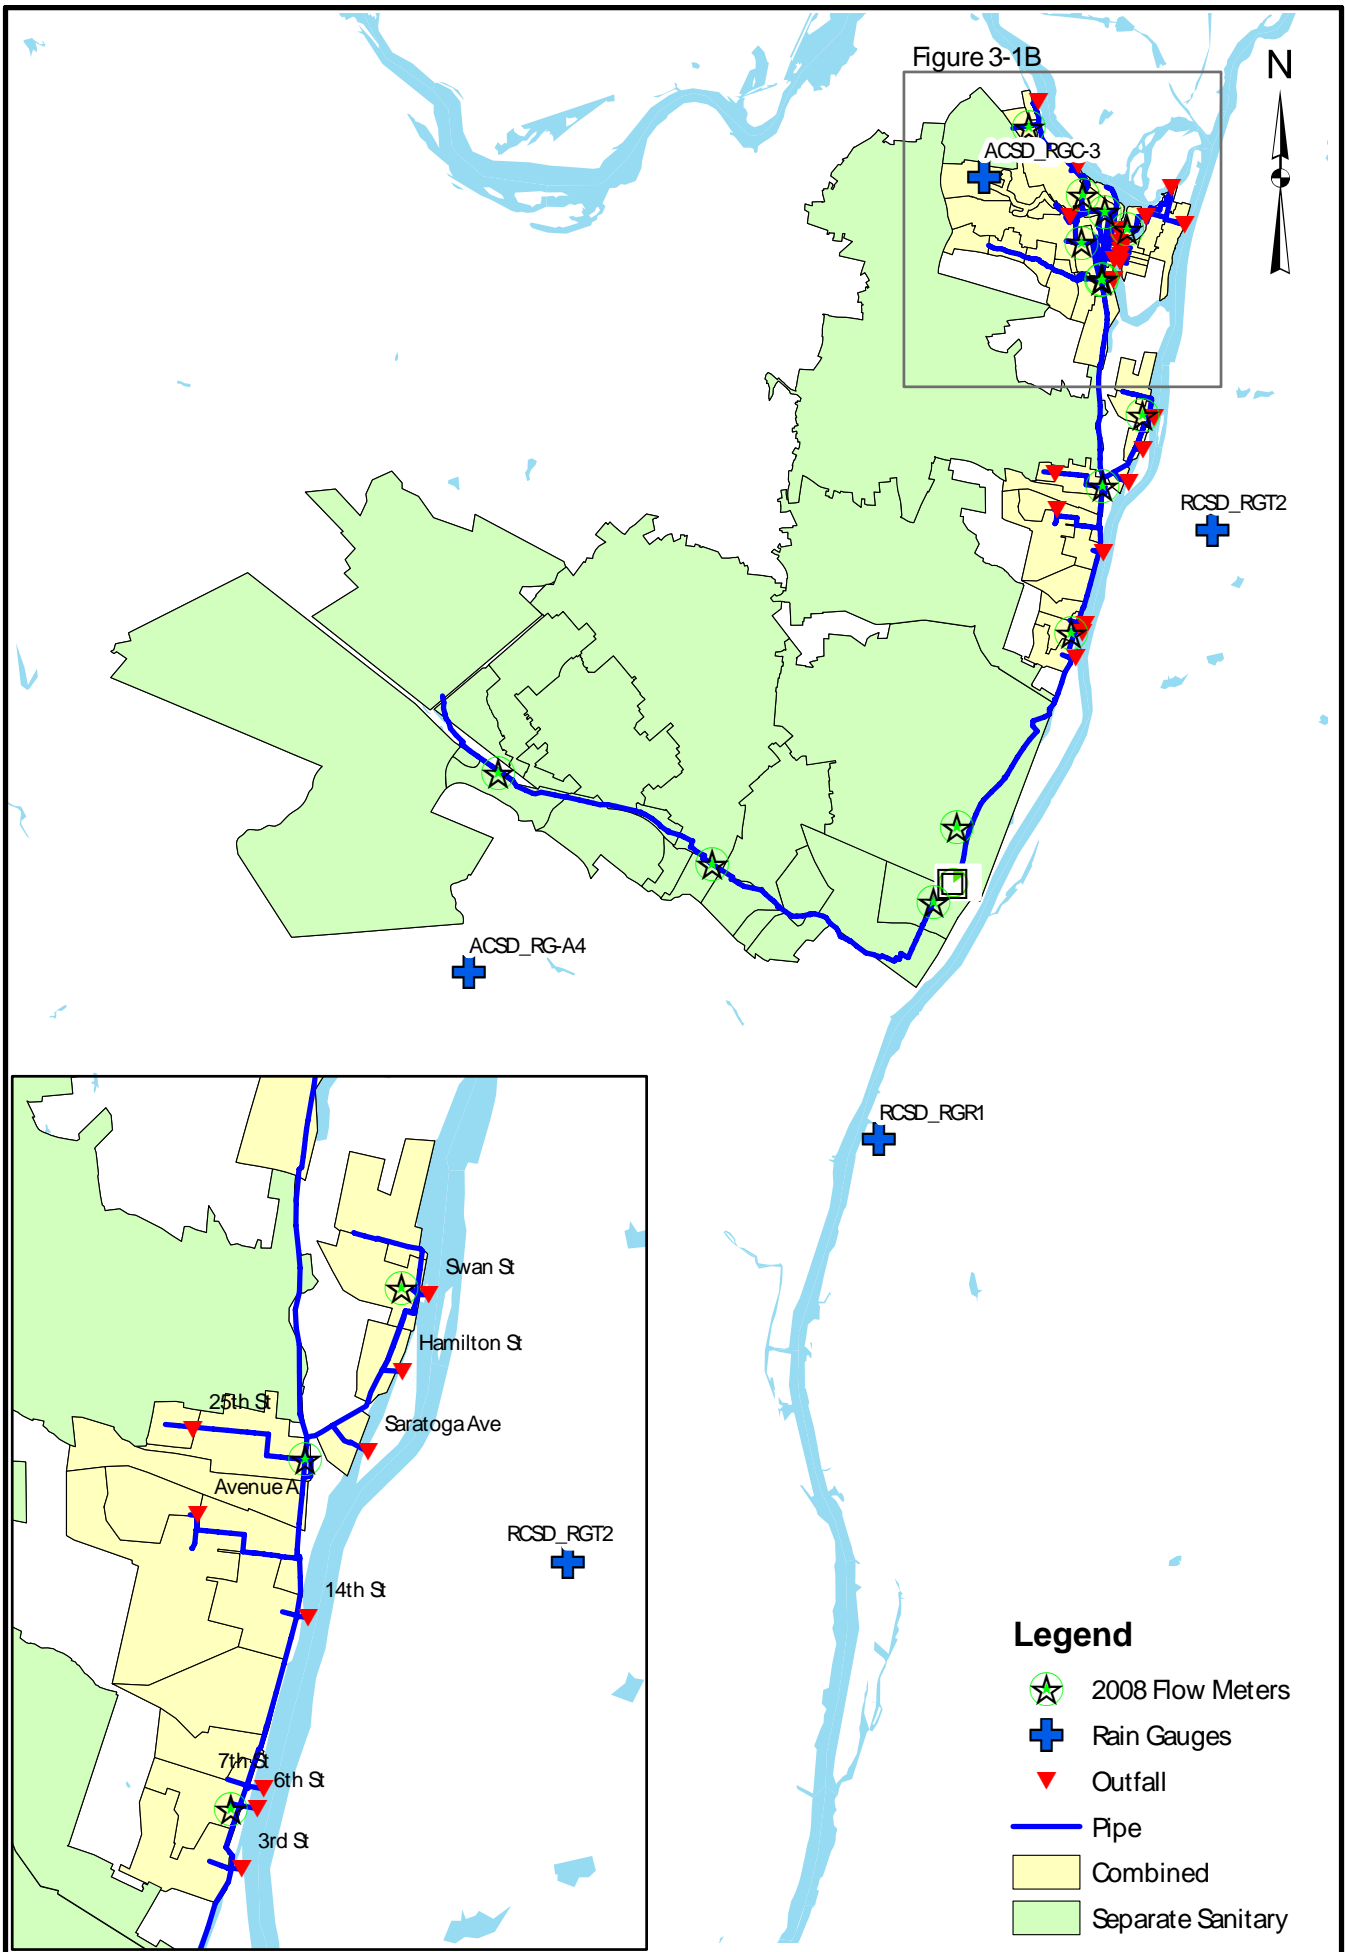 Figure 3-1B
N
ACSD_RGC-3
RCSD_RGT2
ACSD_RG-A4
RCSD_RGR1
Swan St
Hamilton St
25th St
Saratoga Ave
Avenue A
RCSD_RGT2
14th St
7th St
6th St
3rd St
Legend
2008 Flow Meters
Rain Gauges
Outfall
Pipe
Combined
Separate Sanitary